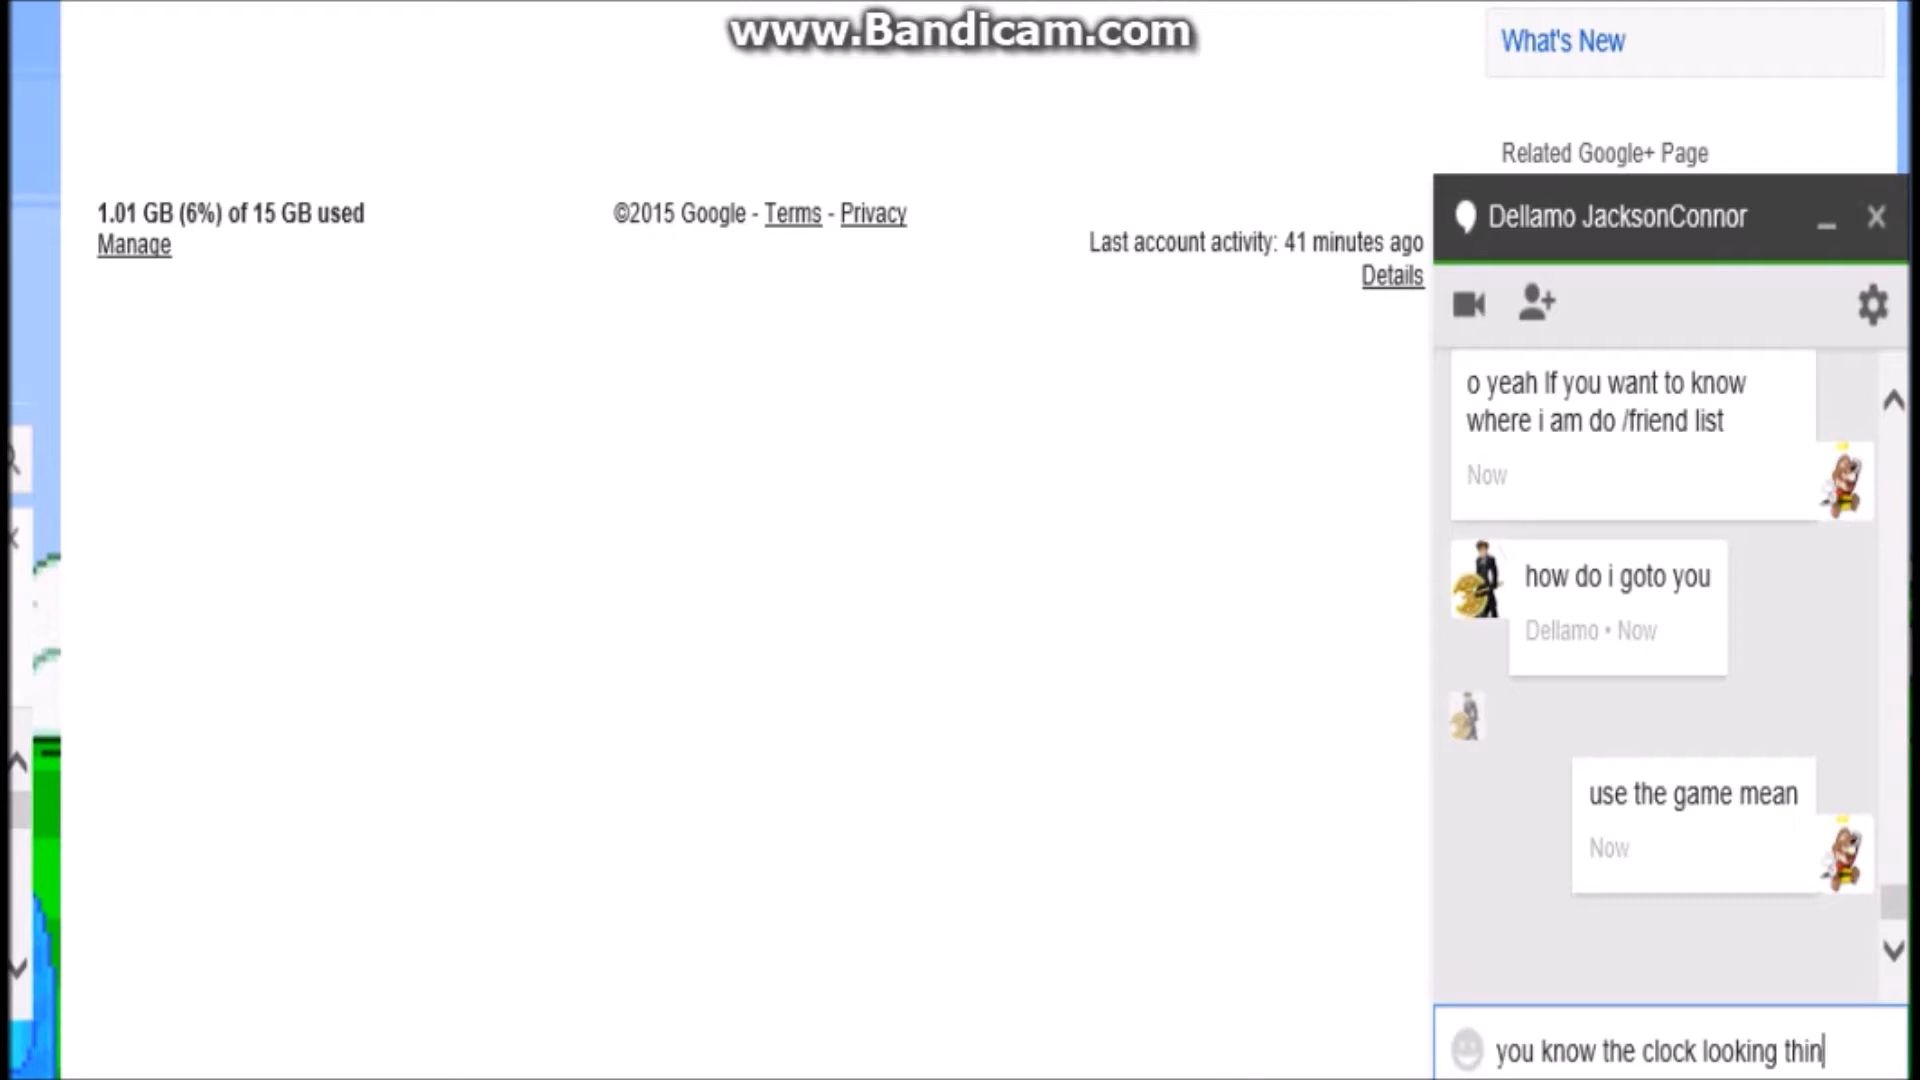 www.Bandicam.com
What's New
Related Google+ Page
1.01 GB (6%) of 15 GB used
Manage
©2015 Google - Terms - Privacy
Last account activity: 41 minutes ago
Details
Dellamo JacksonConnor
o yeah If you want to know
where i am do /friend list
Now
how do i goto you
Dellamo • Now
use the game mean
Now
you know the clock looking thin